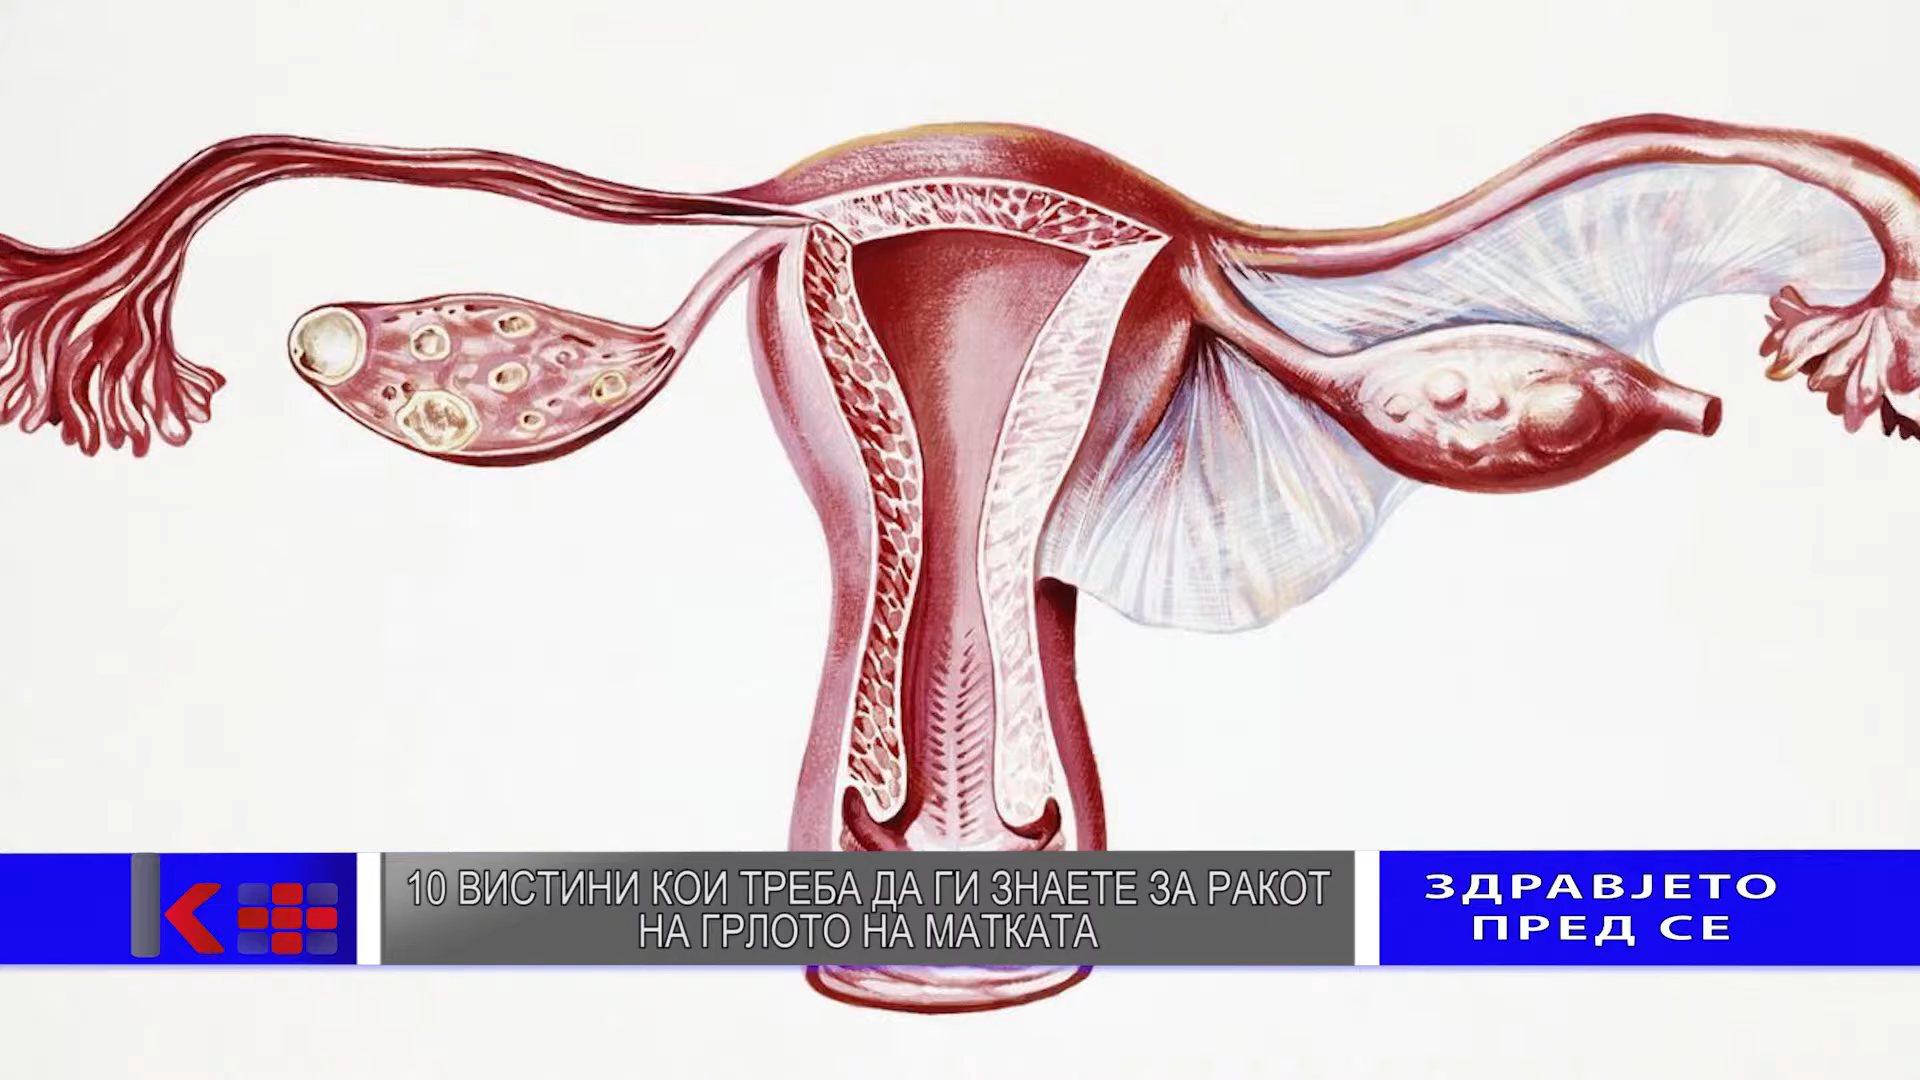 10 ВИСТИНИ КОИ ТРЕБА ДА ГИ ЗНАЕТЕ ЗА РАКОТ
НА ГРЛОТО НА МАТКАТА
ЗДРАВЈЕТО
ПРЕД СЕ
K